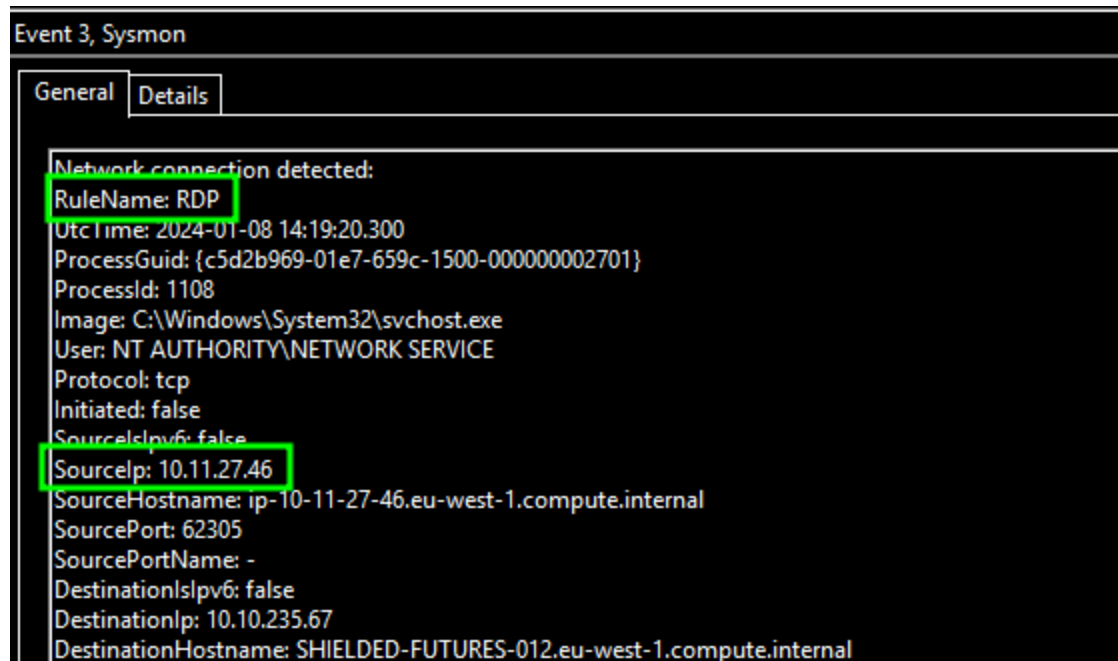 Event 3, Sysmon
General Details
Network connection detected:
RuleName: RDP
UtcTime: 2024-01-08 14:19:20.300
ProcessGuid: {c5d2b969-01e7-659c-1500-000000002701}
ProcessId: 1108
Image: C:\Windows\System32\svchost.exe
User: NT AUTHORITY\NETWORK SERVICE
Protocol: tcp
Initiated: false
SourceIsIpv6: false
SourceIp: 10.11.27.46
SourceHostname: ip-10-11-27-46.eu-west-1.compute.internal
SourcePort: 62305
SourcePortName: -
DestinationIsIpv6: false
DestinationIp: 10.10.235.67
DestinationHostname: SHIELDED-FUTURES-012.eu-west-1.compute.internal